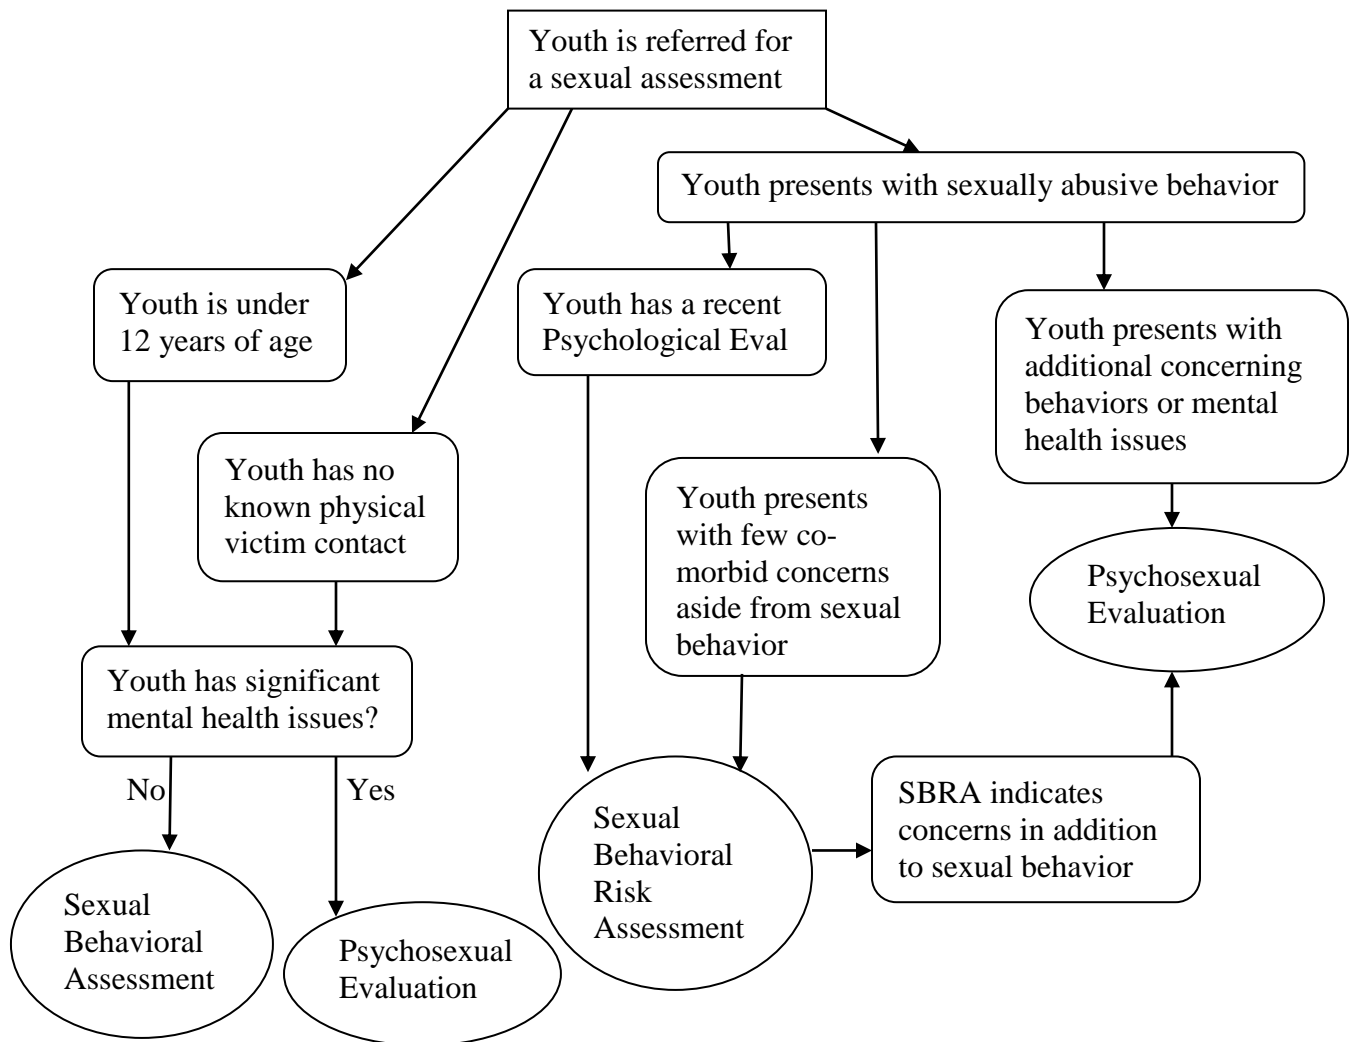 Youth is referred for
a sexual assessment
Youth presents with sexually abusive behavior
Youth is under
12 years of age
Youth has a recent
Psychological Eval
Youth presents with
additional concerning
behaviors or mental
health issues
Youth has no
known physical
victim contact
Youth presents
with few co-
morbid concerns
aside from sexual
behavior
Psychosexual
Evaluation
Youth has significant
mental health issues?
No
Yes
Sexual
Behavioral
Risk
Assessment
SBRA indicates
concerns in addition
to sexual behavior
Sexual
Behavioral
Assessment
Psychosexual
Evaluation